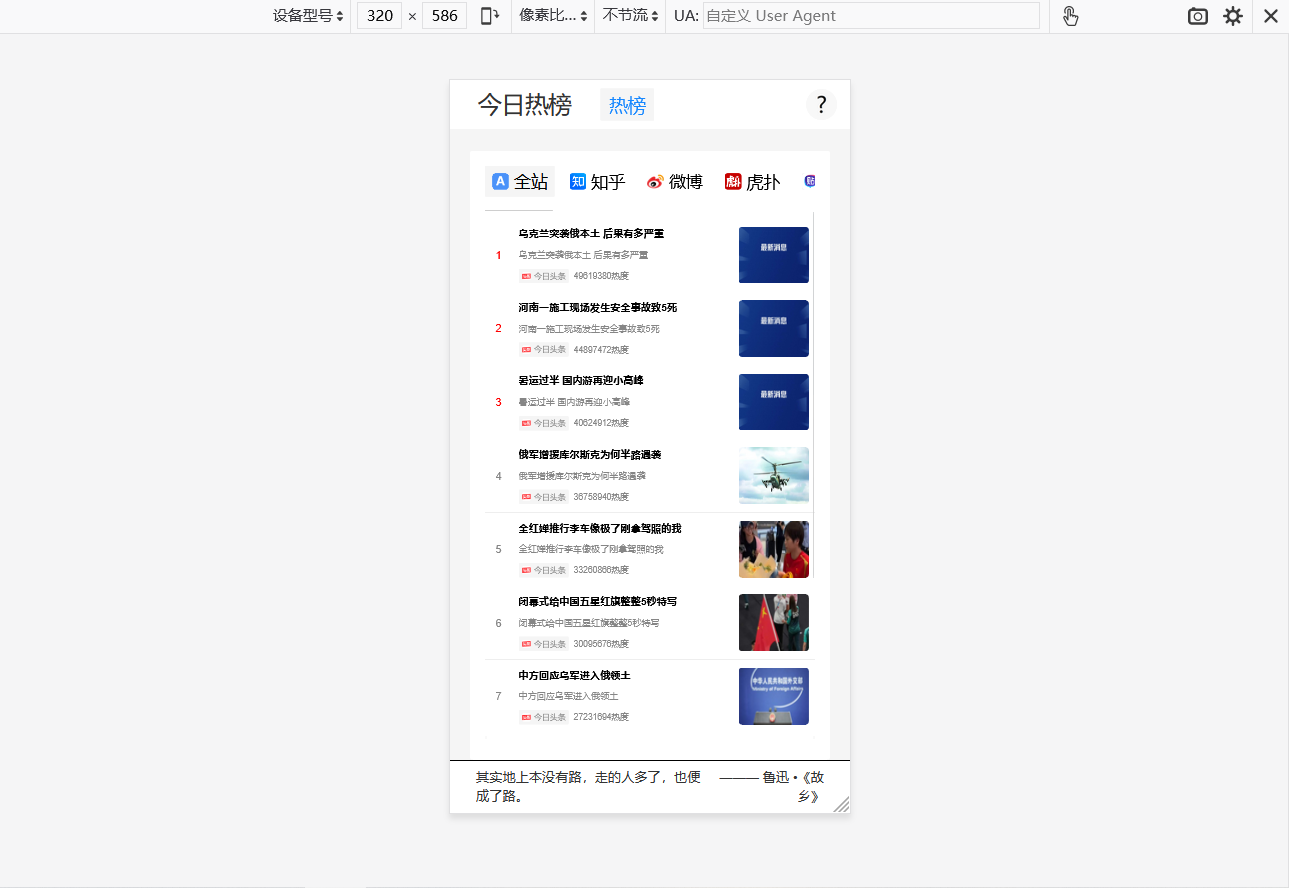 设备型号 320 × 586 像素比... 不节流 UA: 自定义 User Agent
今日热榜 热榜 ?
A 全站 知 知乎 微博 虎扑 虎扑 贴
乌克兰突袭俄本土 后果有多严重
1 乌克兰突袭俄本土 后果有多严重
今日头条 49619380热度
最新消息
河南一施工现场发生安全事故致5死
2 河南一施工现场发生安全事故致5死
今日头条 44897472热度
最新消息
暑运过半 国内游再迎小高峰
3 暑运过半 国内游再迎小高峰
今日头条 40624912热度
最新消息
俄军增援库尔斯克为何半路遇袭
4 俄军增援库尔斯克为何半路遇袭
今日头条 36758940热度
全红婵推行李车像极了刚拿驾照的我
5 全红婵推行李车像极了刚拿驾照的我
今日头条 33260866热度
闭幕式给中国五星红旗整整5秒特写
6 闭幕式给中国五星红旗整整5秒特写
今日头条 30095676热度
中方回应乌军进入俄领土
7 中方回应乌军进入俄领土
今日头条 27231694热度
中华人民共和国外交部
Ministry of Foreign Affairs
其实地上本没有路，走的人多了，也便
成了路。
——— 鲁迅•《故
乡》